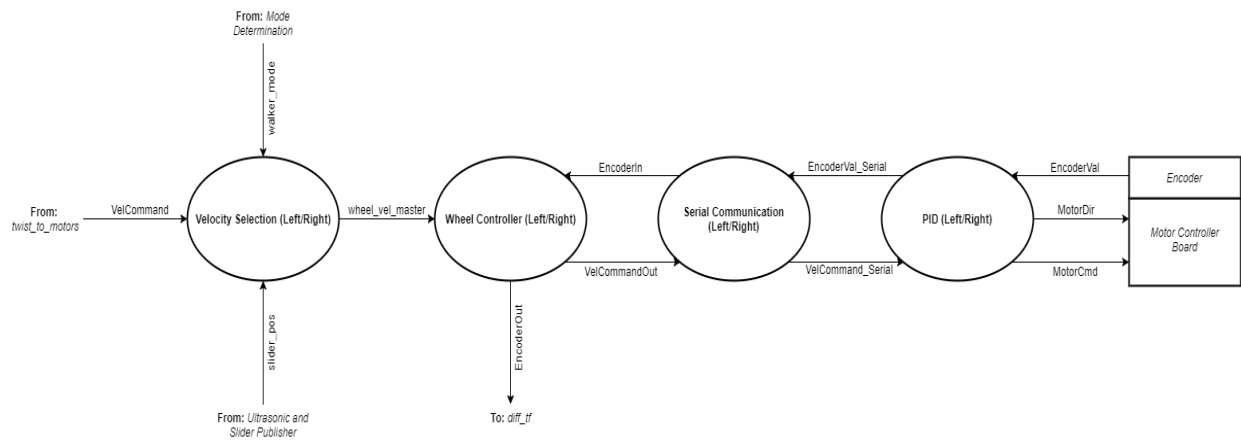 From: Mode
Determination
walker_mode
From:
twist_to_motors
VelCommand
Velocity Selection (Left/Right)
wheel_vel_master
slider_pos
From: Ultrasonic and
Slider Publisher
Wheel Controller (Left/Right)
EncoderOut
To: diff_tf
EncoderIn
VelCommandOut
Serial Communication
(Left/Right)
EncoderVal_Serial
VelCommand_Serial
PID (Left/Right)
EncoderVal
MotorDir
MotorCmd
Encoder
Motor Controller
Board